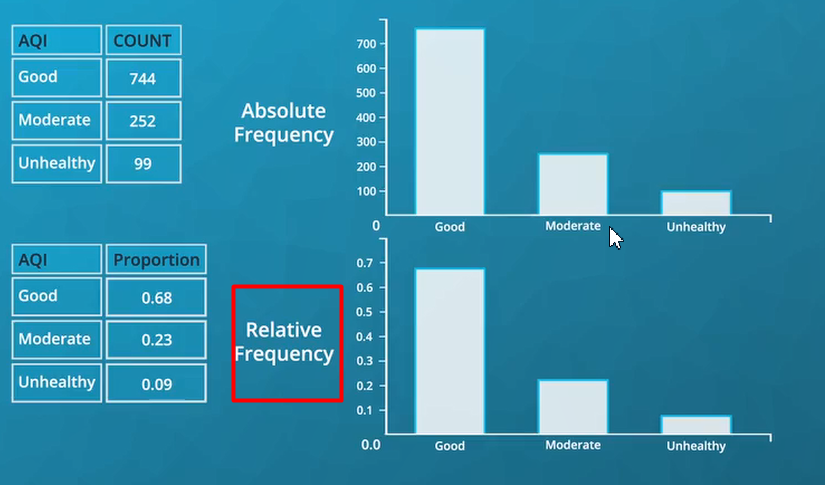 AQI COUNT
Good 744
Moderate 252
Unhealthy 99
Absolute
Frequency
700
600
500
400
300
200
100
0
Good Moderate Unhealthy
AQI Proportion
Good 0.68
Moderate 0.23
Unhealthy 0.09
Relative
Frequency
0.7
0.6
0.5
0.4
0.3
0.2
0.1
0.0
Good Moderate Unhealthy